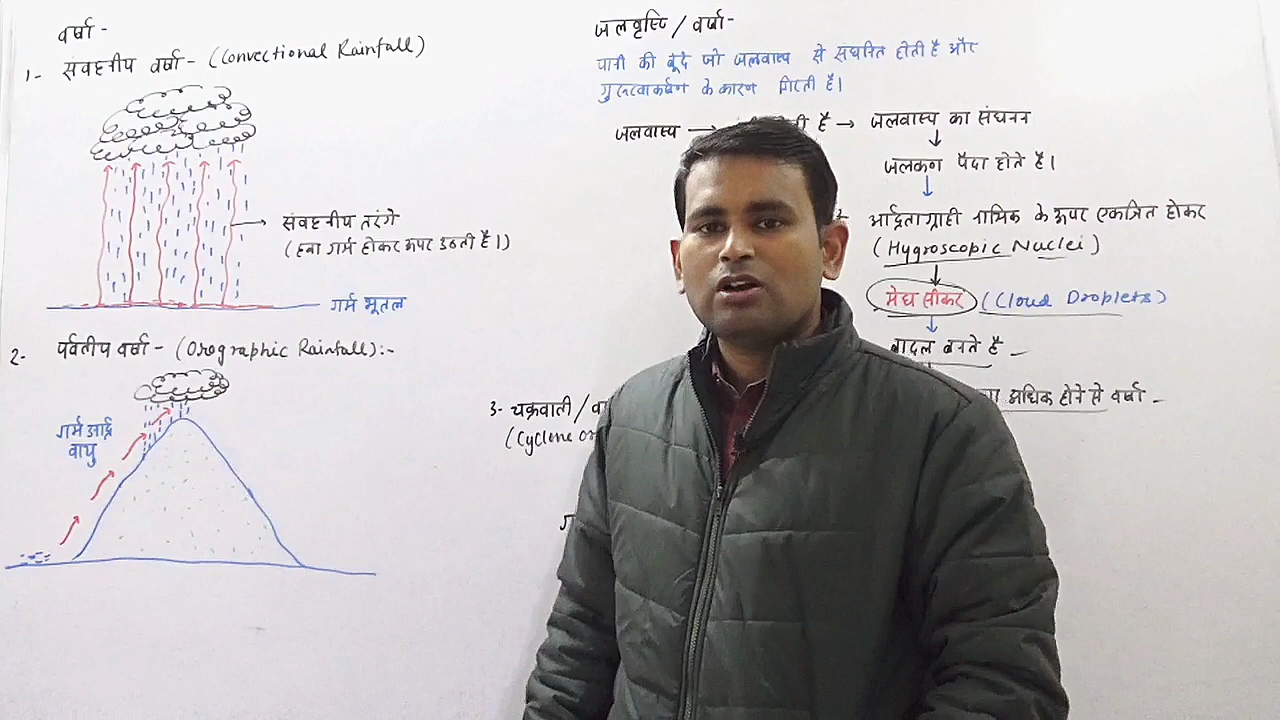 वर्षा -
1- संवहनीय वर्षा - (Convectional Rainfall)
संवहनीय तरंगे
(हवा गर्म होकर ऊपर उठती है।)
गर्म भूतल
2- पर्वतीय वर्षा - (Orographic Rainfall):-
गर्म आर्द्र
वायु
जलवृष्टि / वर्षा -
पानी की बूंदे जो जलवाष्प से संघनित होती है और
गुरूत्वाकर्षण के कारण गिरती है।
जलवाष्प → है → जलवाष्प का संघनन
जलकण पैदा होते है।
आर्द्रताग्राही नाभिक के ऊपर एकत्रित होकर
(Hygroscopic Nuclei)
मेघ सीकर (Cloud Droplets)
बादल बनते है -
अधिक होने से वर्षा -
3- चक्रवाती /
(Cyclone